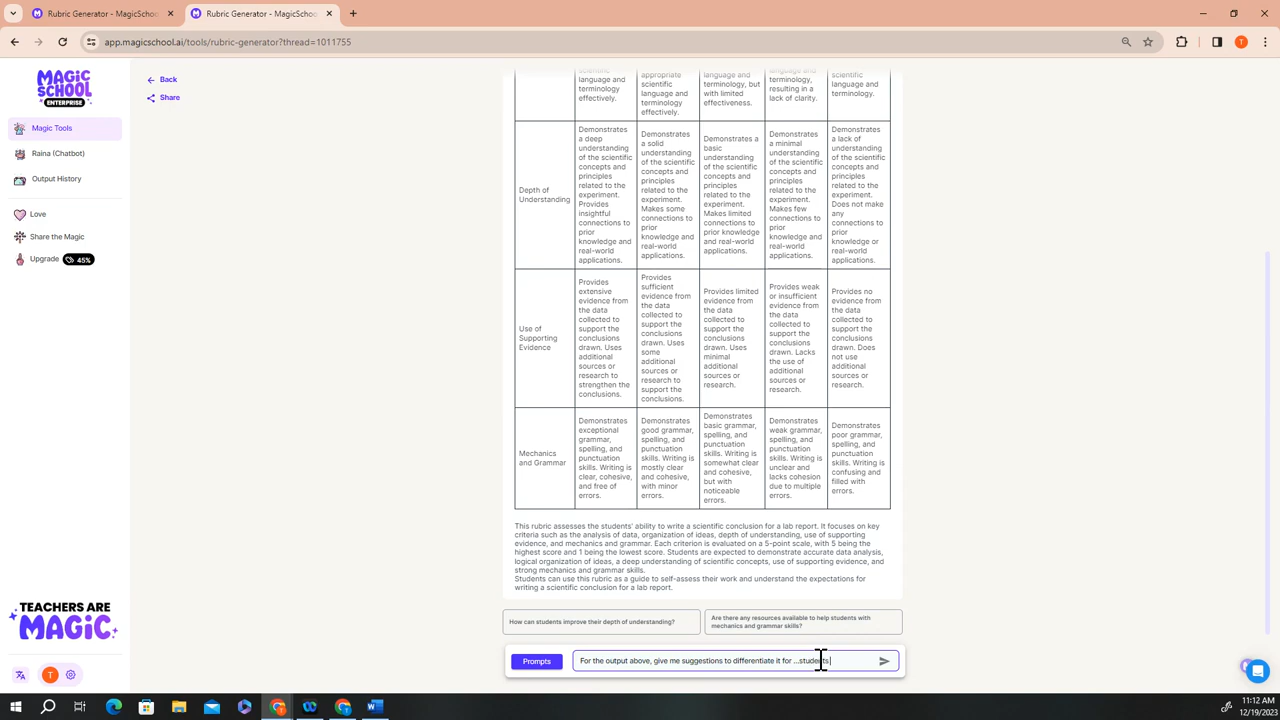 Rubric Generator - MagicSchoo
Rubric Generator - MagicSchoo
app.magicschool.ai/tools/rubric-generator?thread=1011755
T
MAGIC
SCHOOL
ENTERPRISE
Back
Share
Magic Tools
Raina (Chatbot)
Output History
Love
Share the Magic
Upgrade
45%
TEACHERS ARE
MAGiC
T
scientific
language and
terminology
effectively.
appropriate
scientific
language and
terminology
effectively.
language and
terminology, but
with limited
effectiveness.
language and
terminology,
resulting in a
lack of clarity.
scientific
language and
terminology.
Depth of
Understanding
Demonstrates
a deep
understanding
of the scientific
concepts and
principles
related to the
experiment.
Provides
insightful
connections to
prior
knowledge and
real-world
applications.
Demonstrates
a solid
understanding
of the scientific
concepts and
principles
related to the
experiment.
Makes some
connections to
prior
knowledge and
real-world
applications.
Demonstrates a
basic
understanding
of the scientific
concepts and
principles
related to the
experiment.
Makes limited
connections to
prior knowledge
and real-world
applications.
Demonstrates
a minimal
understanding
of the scientific
concepts and
principles
related to the
experiment.
Makes few
connections to
prior
knowledge and
real-world
applications.
Demonstrates
a lack of
understanding
of the scientific
concepts and
principles
related to the
experiment.
Does not make
any
connections to
prior
knowledge or
real-world
applications.
Use of
Supporting
Evidence
Provides
extensive
evidence from
the data
collected to
support the
conclusions
drawn. Uses
additional
sources or
research to
strengthen the
conclusions.
Provides
sufficient
evidence from
the data
collected to
support the
conclusions
drawn. Uses
some
additional
sources or
research to
support the
conclusions.
Provides limited
evidence from
the data
collected to
support the
conclusions
drawn. Uses
minimal
additional
sources or
research.
Provides weak
or insufficient
evidence from
the data
collected to
support the
conclusions
drawn. Lacks
the use of
additional
sources or
research.
Provides no
evidence from
the data
collected to
support the
conclusions
drawn. Does
not use
additional
sources or
research.
Mechanics
and Grammar
Demonstrates
exceptional
grammar,
spelling, and
punctuation
skills. Writing is
clear, cohesive,
and free of
errors.
Demonstrates
good grammar,
spelling, and
punctuation
skills. Writing is
mostly clear
and cohesive,
with minor
errors.
Demonstrates
basic grammar,
spelling, and
punctuation
skills. Writing is
somewhat clear
and cohesive,
but with
noticeable
errors.
Demonstrates
weak grammar,
spelling, and
punctuation
skills. Writing is
unclear and
lacks cohesion
due to multiple
errors.
Demonstrates
poor grammar,
spelling, and
punctuation
skills. Writing is
confusing and
filled with
errors.
This rubric assesses the students' ability to write a scientific conclusion for a lab report. It focuses on key
criteria such as the analysis of data, organization of ideas, depth of understanding, use of supporting
evidence, and mechanics and grammar. Each criterion is evaluated on a 5-point scale, with 5 being the
highest score and 1 being the lowest score. Students are expected to demonstrate accurate data analysis,
logical organization of ideas, a deep understanding of scientific concepts, use of supporting evidence, and
strong mechanics and grammar skills.
Students can use this rubric as a guide to self-assess their work and understand the expectations for
writing a scientific conclusion for a lab report.
How can students improve their depth of understanding?
Are there any resources available to help students with
mechanics and grammar skills?
Prompts
For the output above, give me suggestions to differentiate it for ...students
11:12 AM
12/19/2023